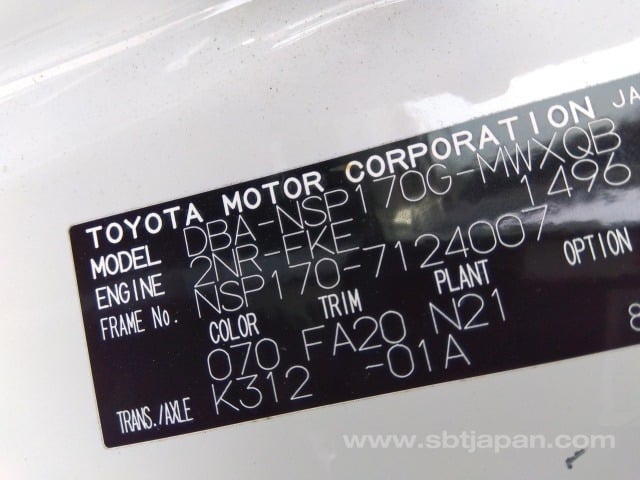 TOYOTA MOTOR CORPORATION JA
MODEL DBA-NSP170G-MWXQB
ENGINE 2NR-FKE 1496
FRAME No. NSP170-7124007
COLOR TRIM PLANT OPTION
070 FA20 N21
TRANS./AXLE K312 -01A 8
www.sbtjapan.com